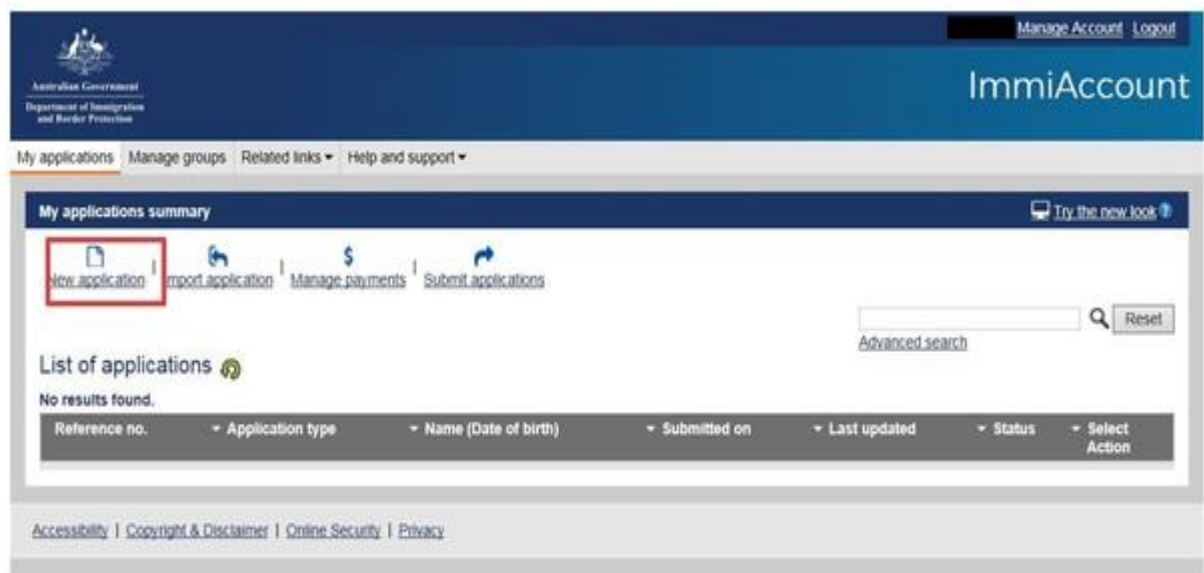 Manage Account Logout
Australian Government
Department of Immigration
and Border Protection
ImmiAccount
My applications Manage groups Related links Help and support
My applications summary Try the new look ?
$
New application | Import application | Manage payments | Submit applications
Reset
Advanced search
List of applications
No results found.
Reference no. Application type Name (Date of birth) Submitted on Last updated Status Select
Action
Accessibility | Copyright & Disclaimer | Online Security | Privacy